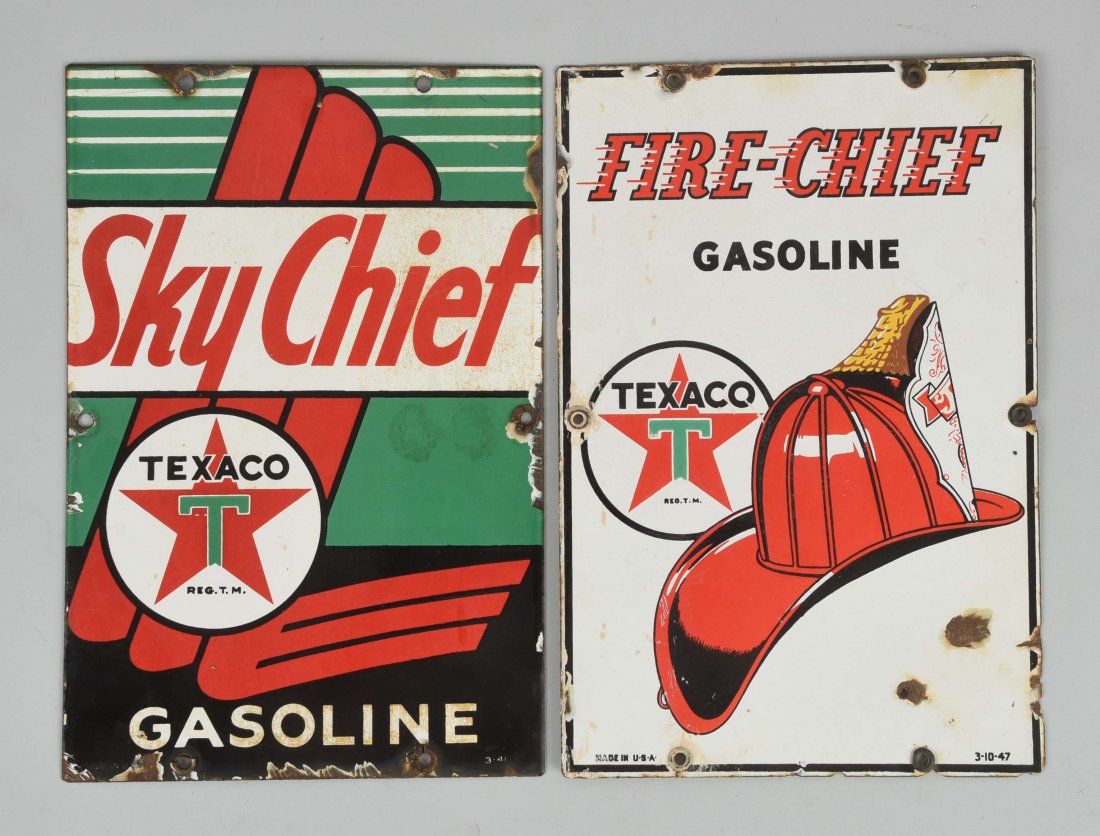 Sky Chief
TEXACO
T
REG. T. M.
GASOLINE
3-41
FIRE-CHIEF
GASOLINE
TEXACO
T
REG. T. M.
MADE IN U·S·A·
3-10-47